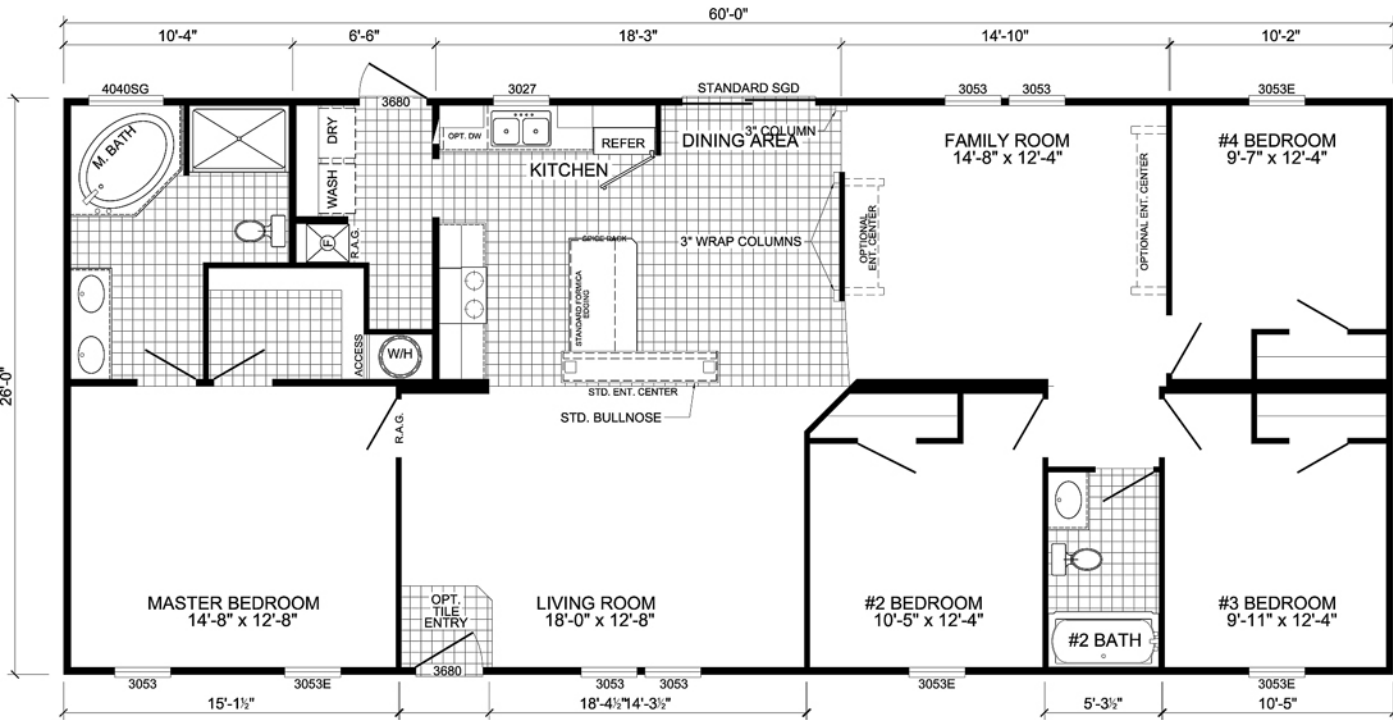 60'-0"
10'-4"
6'-6"
18'-3"
14'-10"
10'-2"
4040SG
3680
3027
STANDARD SGD
3053
3053
3053E
M. BATH
DRY
WASH
OPT. DW
REFER
KITCHEN
3" COLUMN
DINING AREA
FAMILY ROOM
14'-8" x 12'-4"
#4 BEDROOM
9'-7" x 12'-4"
F
R.A.G.
SPICE RACK
STANDARD FORMICA
EDGING
3" WRAP COLUMNS
OPTIONAL
ENT. CENTER
OPTIONAL ENT. CENTER
26'-0"
ACCESS
W/H
STD. ENT. CENTER
STD. BULLNOSE
R.A.G.
MASTER BEDROOM
14'-8" x 12'-8"
OPT.
TILE
ENTRY
LIVING ROOM
18'-0" x 12'-8"
#2 BEDROOM
10'-5" x 12'-4"
#2 BATH
#3 BEDROOM
9'-11" x 12'-4"
3053
3053E
3680
3053
3053
3053E
3053E
15'-1½"
18'-4½"
14'-3½"
5'-3½"
10'-5"